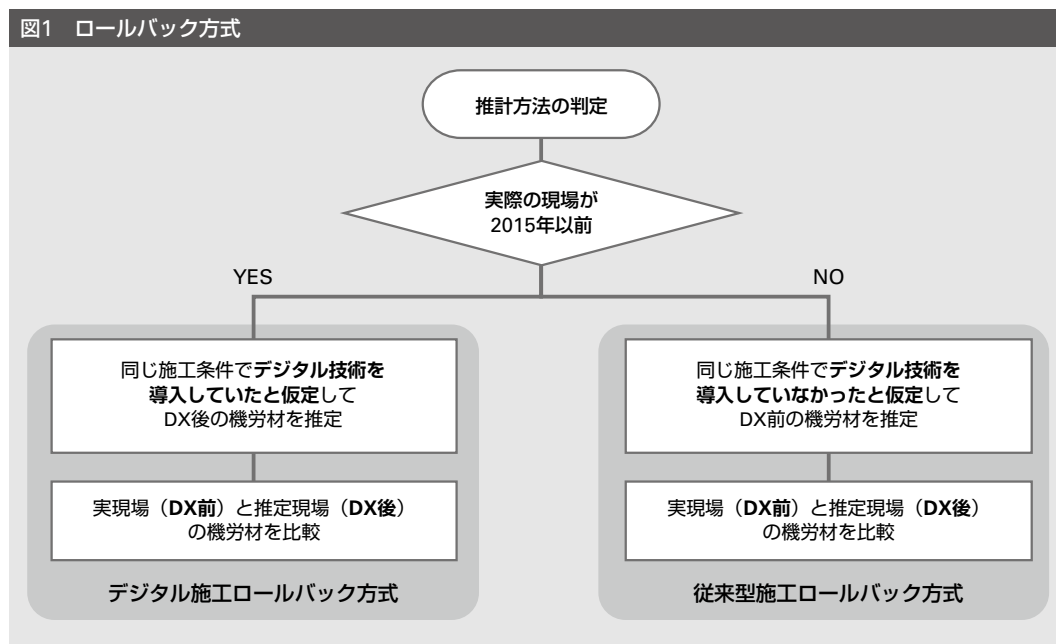 図1 ロールバック方式
推計方法の判定
実際の現場が
2015年以前
YES
NO
同じ施工条件でデジタル技術を
導入していたと仮定して
DX後の機労材を推定
実現場（DX前）と推定現場（DX後）
の機労材を比較
デジタル施工ロールバック方式
同じ施工条件でデジタル技術を
導入していなかったと仮定して
DX前の機労材を推定
実現場（DX前）と推定現場（DX後）
の機労材を比較
従来型施工ロールバック方式